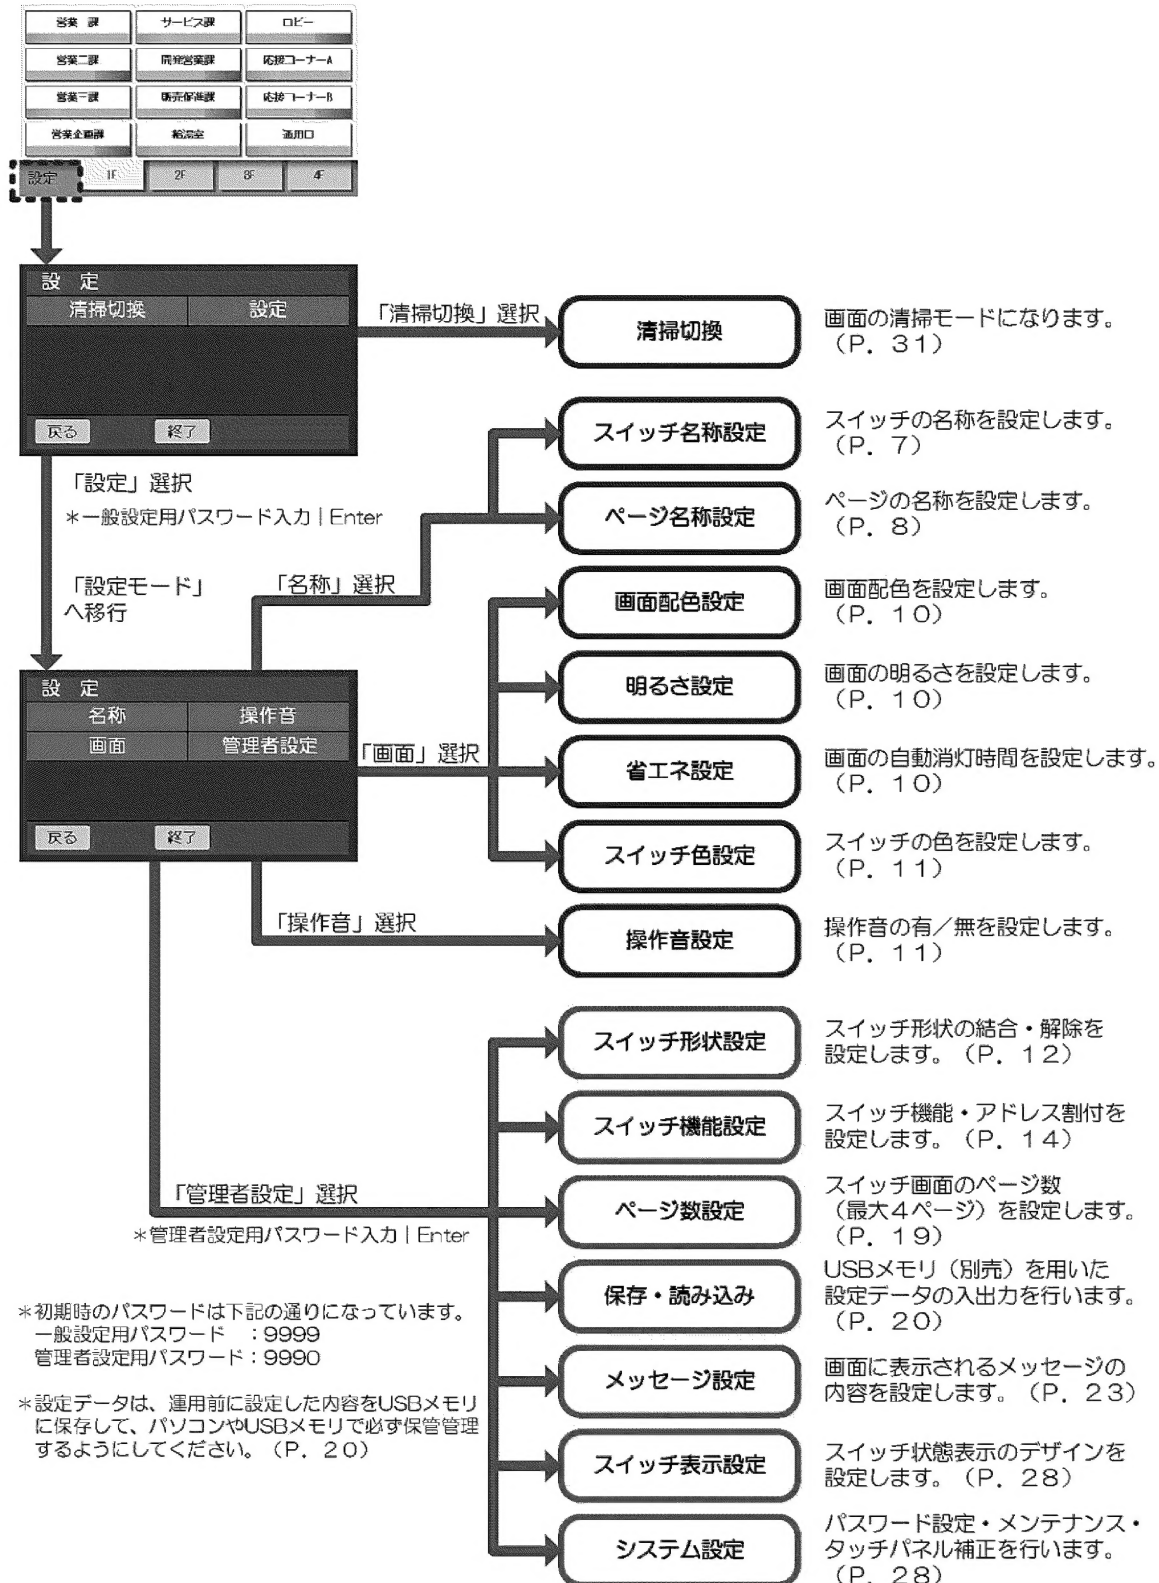 営業 課
サービス課
ロビー
営業二課
開発営業課
応接コーナーA
営業三課
販売促進課
応接コーナーB
営業企画課
給湯室
通用口
設定
1F
2F
4F
設 定
清掃切換
設定
戻る
終了
「清掃切換」選択
清掃切換
画面の清掃モードになります。
(P. 31)
スイッチ名称設定
スイッチの名称を設定します。
(P. 7)
「設定」選択
*一般設定用パスワード入力|Enter
ページ名称設定
ページの名称を設定します。
(P. 8)
「設定モード」
へ移行
「名称」選択
画面配色設定
画面配色を設定します。
(P. 10)
設 定
名称
操作音
画面
管理者設定
戻る
終了
明るさ設定
画面の明るさを設定します。
(P. 10)
「画面」選択
省エネ設定
画面の自動消灯時間を設定します。
(P. 10)
スイッチ色設定
スイッチの色を設定します。
(P. 11)
「操作音」選択
操作音設定
操作音の有/無を設定します。
(P. 11)
スイッチ形状設定
スイッチ形状の結合・解除を
設定します。(P. 12)
スイッチ機能設定
スイッチ機能・アドレス割付を
設定します。(P. 14)
「管理者設定」選択
*管理者設定用パスワード入力|Enter
ページ数設定
スイッチ画面のページ数
(最大4ページ)を設定します。
(P. 19)
保存・読み込み
USBメモリ(別売)を用いた
設定データの入出力を行います。
(P. 20)
*初期時のパスワードは下記の通りになっています。
一般設定用パスワード :9999
管理者設定用パスワード:9990
メッセージ設定
画面に表示されるメッセージの
内容を設定します。(P. 23)
*設定データは、運用前に設定した内容をUSBメモリ
に保存して、パソコンやUSBメモリで必ず保管管理
するようにしてください。(P. 20)
スイッチ表示設定
スイッチ状態表示のデザインを
設定します。(P. 28)
システム設定
パスワード設定・メンテナンス・
タッチパネル補正を行います。
(P. 28)